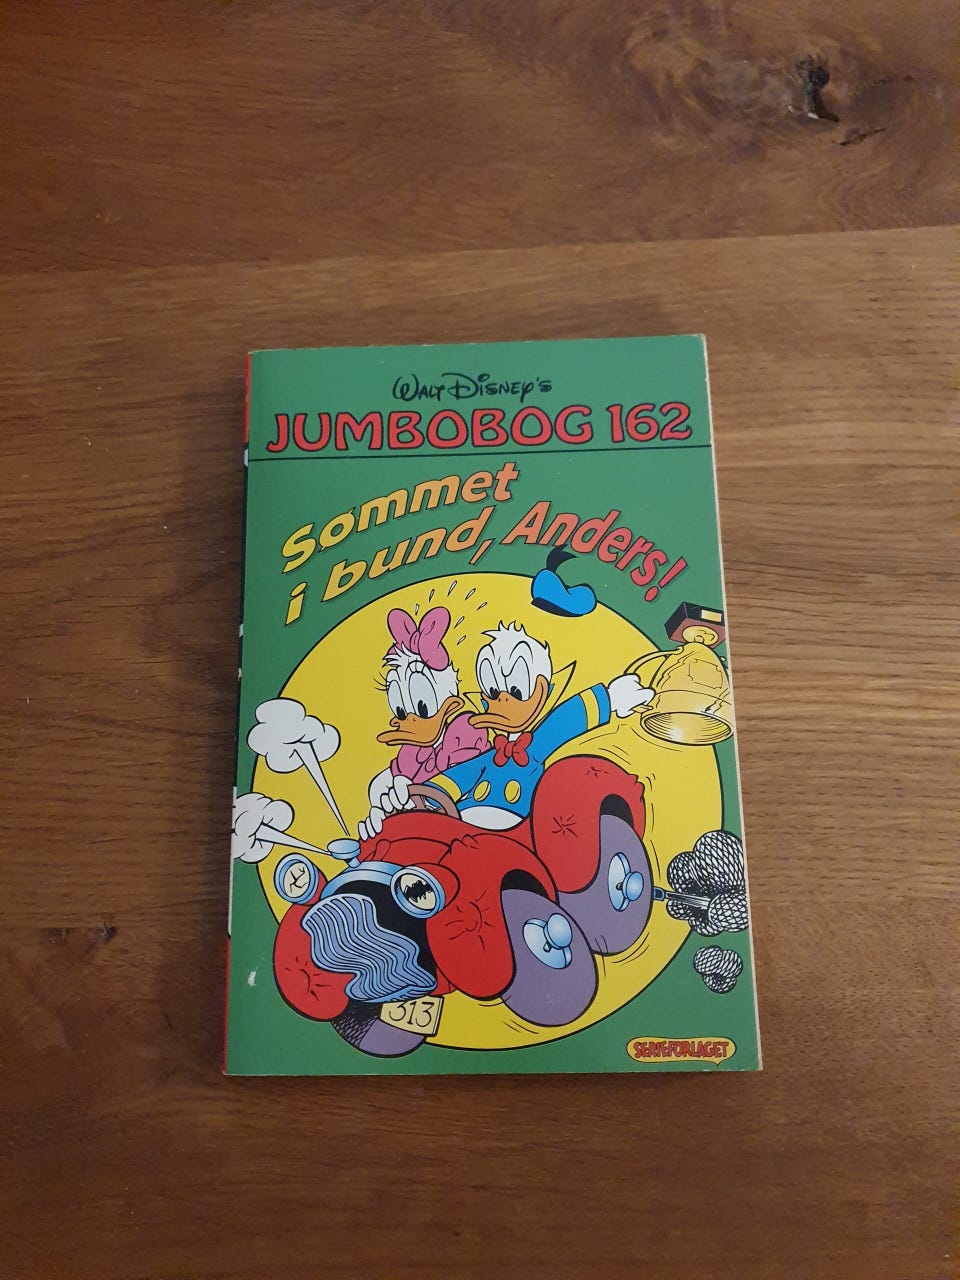 WALT DISNEY'S
JUMBOBOG 162
Sømmet
i bund, Anders!
313
SERIEFORLAGET